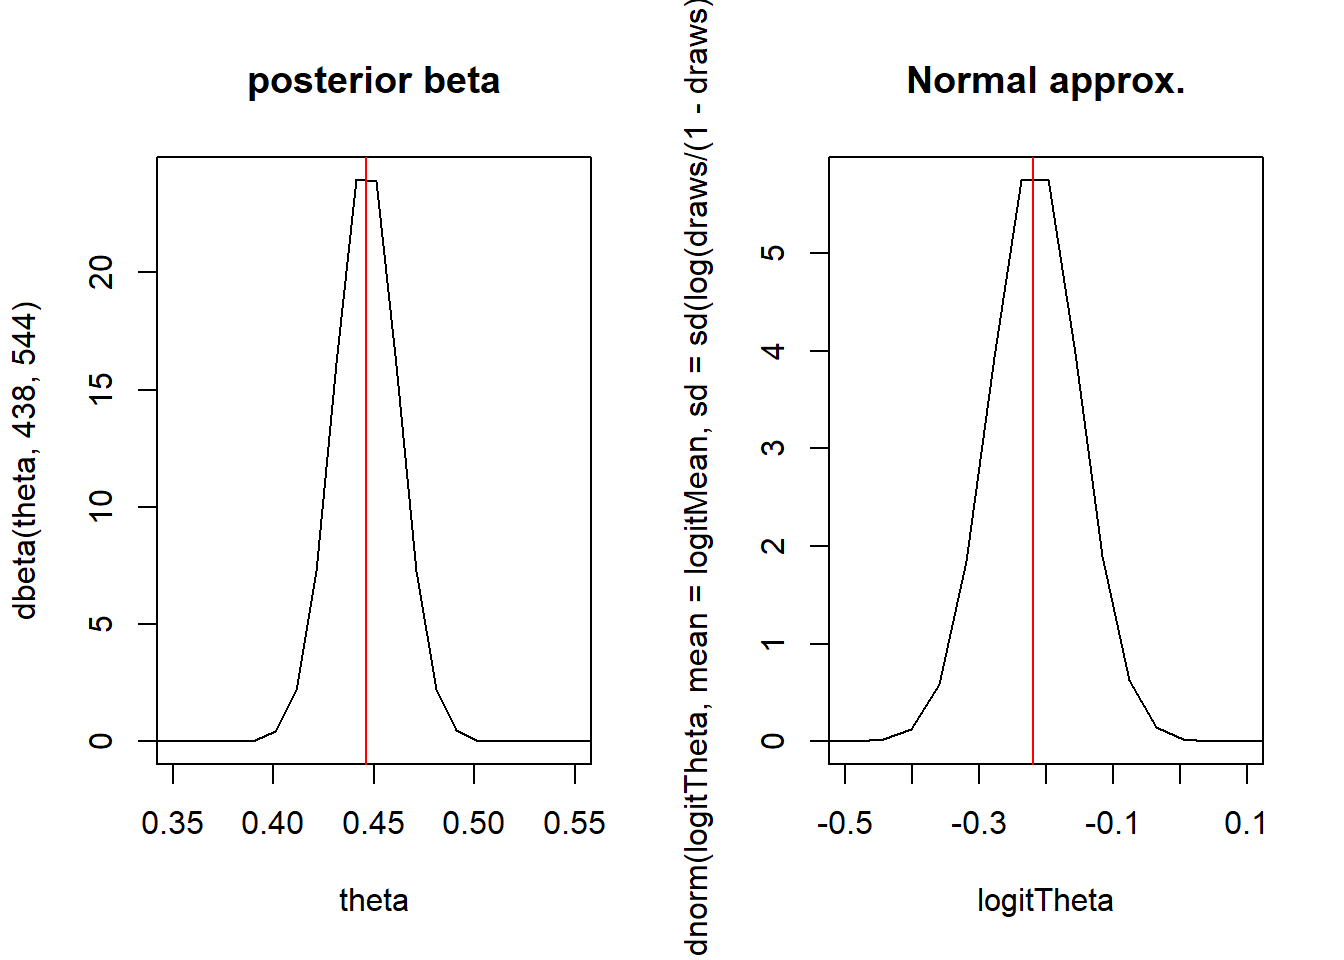 posterior beta
dbeta(theta, 438, 544)
20
15
10
5
0
0.35 0.40 0.45 0.50 0.55
theta
Normal approx.
dnorm(logitTheta, mean = logitMean, sd = sd(log(draws/(1 - draws)
5
4
3
2
1
0
-0.5 -0.3 -0.1 0.1
logitTheta